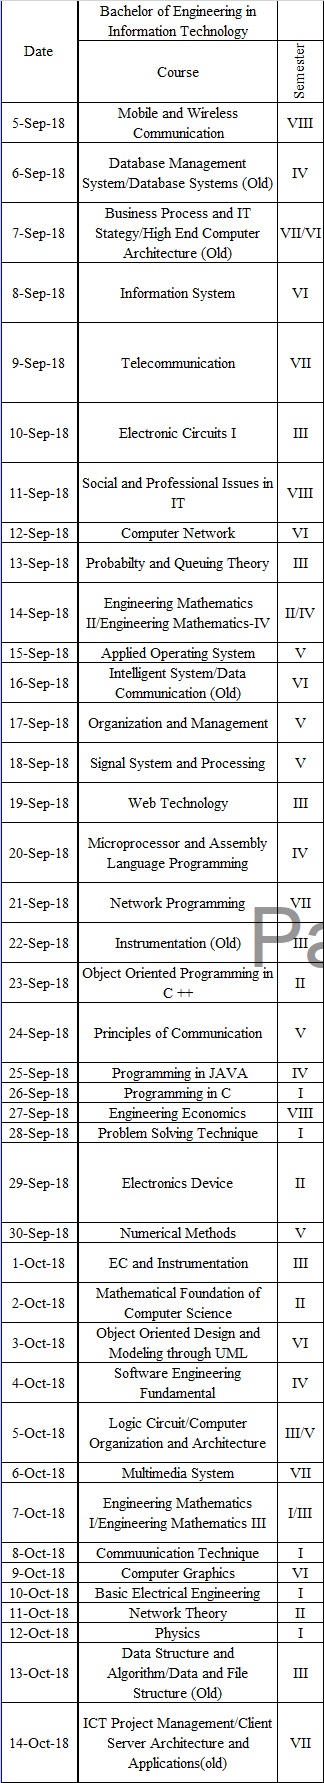 Date
Bachelor of Engineering in
Information Technology
Course
Semester
5-Sep-18
Mobile and Wireless
Communication
VIII
6-Sep-18
Database Management
System/Database Systems (Old)
IV
7-Sep-18
Business Process and IT
Stategy/High End Computer
Architecture (Old)
VII/VI
8-Sep-18
Information System
VI
9-Sep-18
Telecommunication
VII
10-Sep-18
Electronic Circuits I
III
11-Sep-18
Social and Professional Issues in
IT
VIII
12-Sep-18
Computer Network
VI
13-Sep-18
Probabilty and Queuing Theory
III
14-Sep-18
Engineering Mathematics
II/Engineering Mathematics-IV
II/IV
15-Sep-18
Applied Operating System
V
16-Sep-18
Intelligent System/Data
Communication (Old)
VI
17-Sep-18
Organization and Management
V
18-Sep-18
Signal System and Processing
V
19-Sep-18
Web Technology
III
20-Sep-18
Microprocessor and Assembly
Language Programming
IV
21-Sep-18
Network Programming
VII
22-Sep-18
Instrumentation (Old)
III
Pa
23-Sep-18
Object Oriented Programming in
C ++
II
24-Sep-18
Principles of Communication
V
25-Sep-18
Programming in JAVA
IV
26-Sep-18
Programming in C
I
27-Sep-18
Engineering Economics
VIII
28-Sep-18
Problem Solving Technique
I
29-Sep-18
Electronics Device
II
30-Sep-18
Numerical Methods
V
1-Oct-18
EC and Instrumentation
III
2-Oct-18
Mathematical Foundation of
Computer Science
II
3-Oct-18
Object Oriented Design and
Modeling through UML
VI
4-Oct-18
Software Engineering
Fundamental
IV
5-Oct-18
Logic Circuit/Computer
Organization and Architecture
III/V
6-Oct-18
Multimedia System
VII
7-Oct-18
Engineering Mathematics
I/Engineering Mathematics III
I/III
8-Oct-18
Commuunication Technique
I
9-Oct-18
Computer Graphics
VI
10-Oct-18
Basic Electrical Engineering
I
11-Oct-18
Network Theory
II
12-Oct-18
Physics
I
13-Oct-18
Data Structure and
Algorithm/Data and File
Structure (Old)
III
14-Oct-18
ICT Project Management/Client
Server Architecture and
Applications(old)
VII